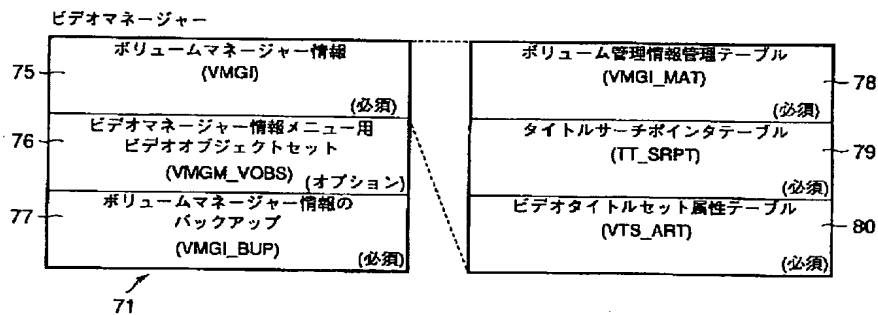 ビデオマネージャー
75
ボリュームマネージャー情報
(VMGI)
(必須)
76
ビデオマネージャー情報メニュー用
ビデオオブジェクトセット
(VMGM_VOBS)
(オプション)
77
ボリュームマネージャー情報の
バックアップ
(VMGI_BUP)
(必須)
71
ボリューム管理情報管理テーブル
(VMGI_MAT)
(必須)
78
タイトルサーチポインタテーブル
(TT_SRPT)
(必須)
79
ビデオタイトルセット属性テーブル
(VTS_ART)
(必須)
80